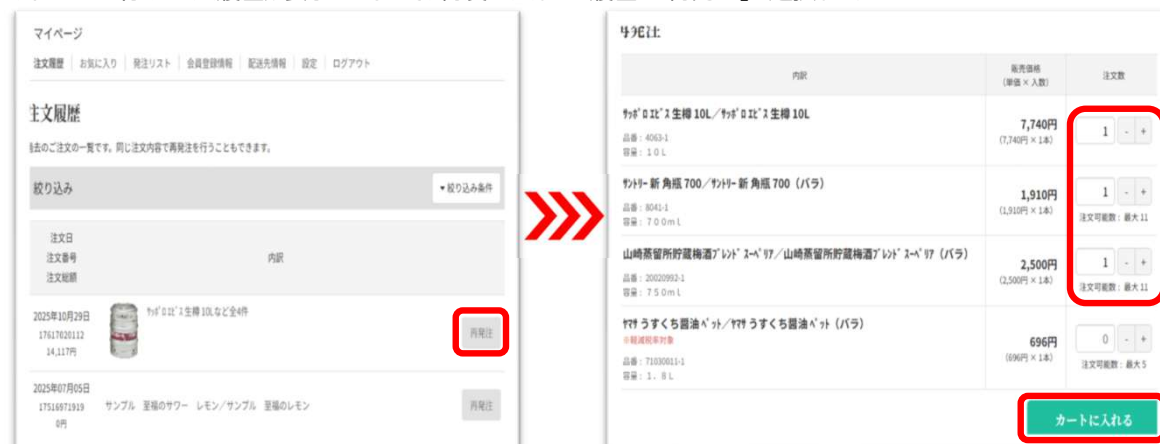 マイページ
注文履歴 お気に入り 発注リスト 会員登録情報 配送先情報 設定 ログアウト
注文履歴
過去のご注文の一覧です。同じ注文内容で再発注を行うこともできます。
絞り込み
▾絞り込み条件
注文日
注文番号
注文総額
内訳
2025年10月29日
17617020112
14,117円
ｻｯﾎﾟﾛ ｴﾋﾞｽ 生樽 10Lなど全4件
再発注
2025年07月05日
17516971919
0円
サンプル 至福のサワー レモン／サンプル 至福のレモン
再発注
再発注
内訳
販売価格
(単価 × 入数)
注文数
ｻｯﾎﾟﾛ ｴﾋﾞｽ 生樽 10L／ｻｯﾎﾟﾛ ｴﾋﾞｽ 生樽 10L
品番：4063-1
容量：１０Ｌ
7,740円
(7,740円 × 1本)
1 - +
ｻﾝﾄﾘｰ 新 角瓶 700／ｻﾝﾄﾘｰ 新 角瓶 700（バラ）
品番：8041-1
容量：７００ｍＬ
1,910円
(1,910円 × 1本)
1 - +
注文可能数：最大 11
山崎蒸留所貯蔵梅酒ﾌﾞﾚﾝﾄﾞ ｽｰﾍﾟﾘｱ／山崎蒸留所貯蔵梅酒ﾌﾞﾚﾝﾄﾞ ｽｰﾍﾟﾘｱ（バラ）
品番：20020992-1
容量：７５０ｍＬ
2,500円
(2,500円 × 1本)
1 - +
注文可能数：最大 11
ﾔﾏｻ うすくち醤油 ﾍﾟｯﾄ／ﾔﾏｻ うすくち醤油 ﾍﾟｯﾄ（バラ）
※軽減税率対象
品番：71030011-1
容量：１．８Ｌ
696円
(696円 × 1本)
0 - +
注文可能数：最大 5
カートに入れる